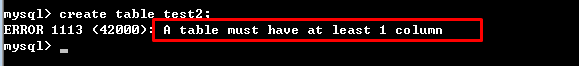 mysql> create table test2;
ERROR 1113 (42000): A table must have at least 1 column
mysql> _